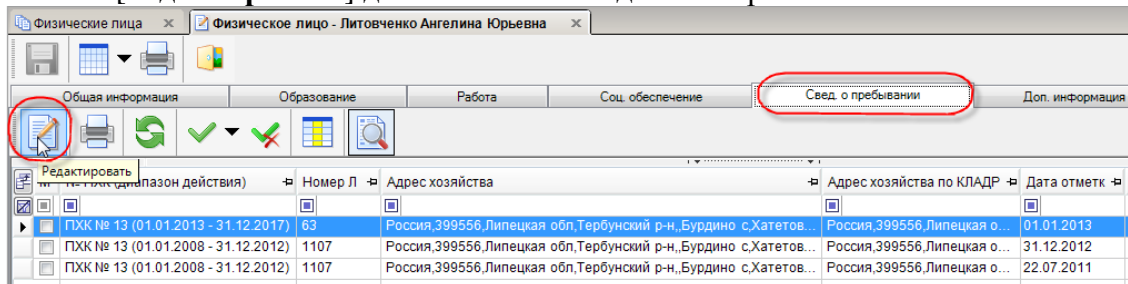 Физические лица
Физическое лицо - Литовченко Ангелина Юрьевна
Общая информация Образование Работа Соц. обеспечение Свед. о пребывании Доп. информация
Редактировать
(диапазон действия) Номер Л Адрес хозяйства Адрес хозяйства по КЛАДР Дата отметк
ПХК № 13 (01.01.2013 - 31.12.2017) 63 Россия,399556,Липецкая обл,Тербунский р-н,,Бурдино с,Хатетов... Россия,399556,Липецкая о... 01.01.2013
ПХК № 13 (01.01.2008 - 31.12.2012) 1107 Россия,399556,Липецкая обл,Тербунский р-н,,Бурдино с,Хатетов... Россия,399556,Липецкая о... 31.12.2012
ПХК № 13 (01.01.2008 - 31.12.2012) 1107 Россия,399556,Липецкая обл,Тербунский р-н,,Бурдино с,Хатетов... Россия,399556,Липецкая о... 22.07.2011